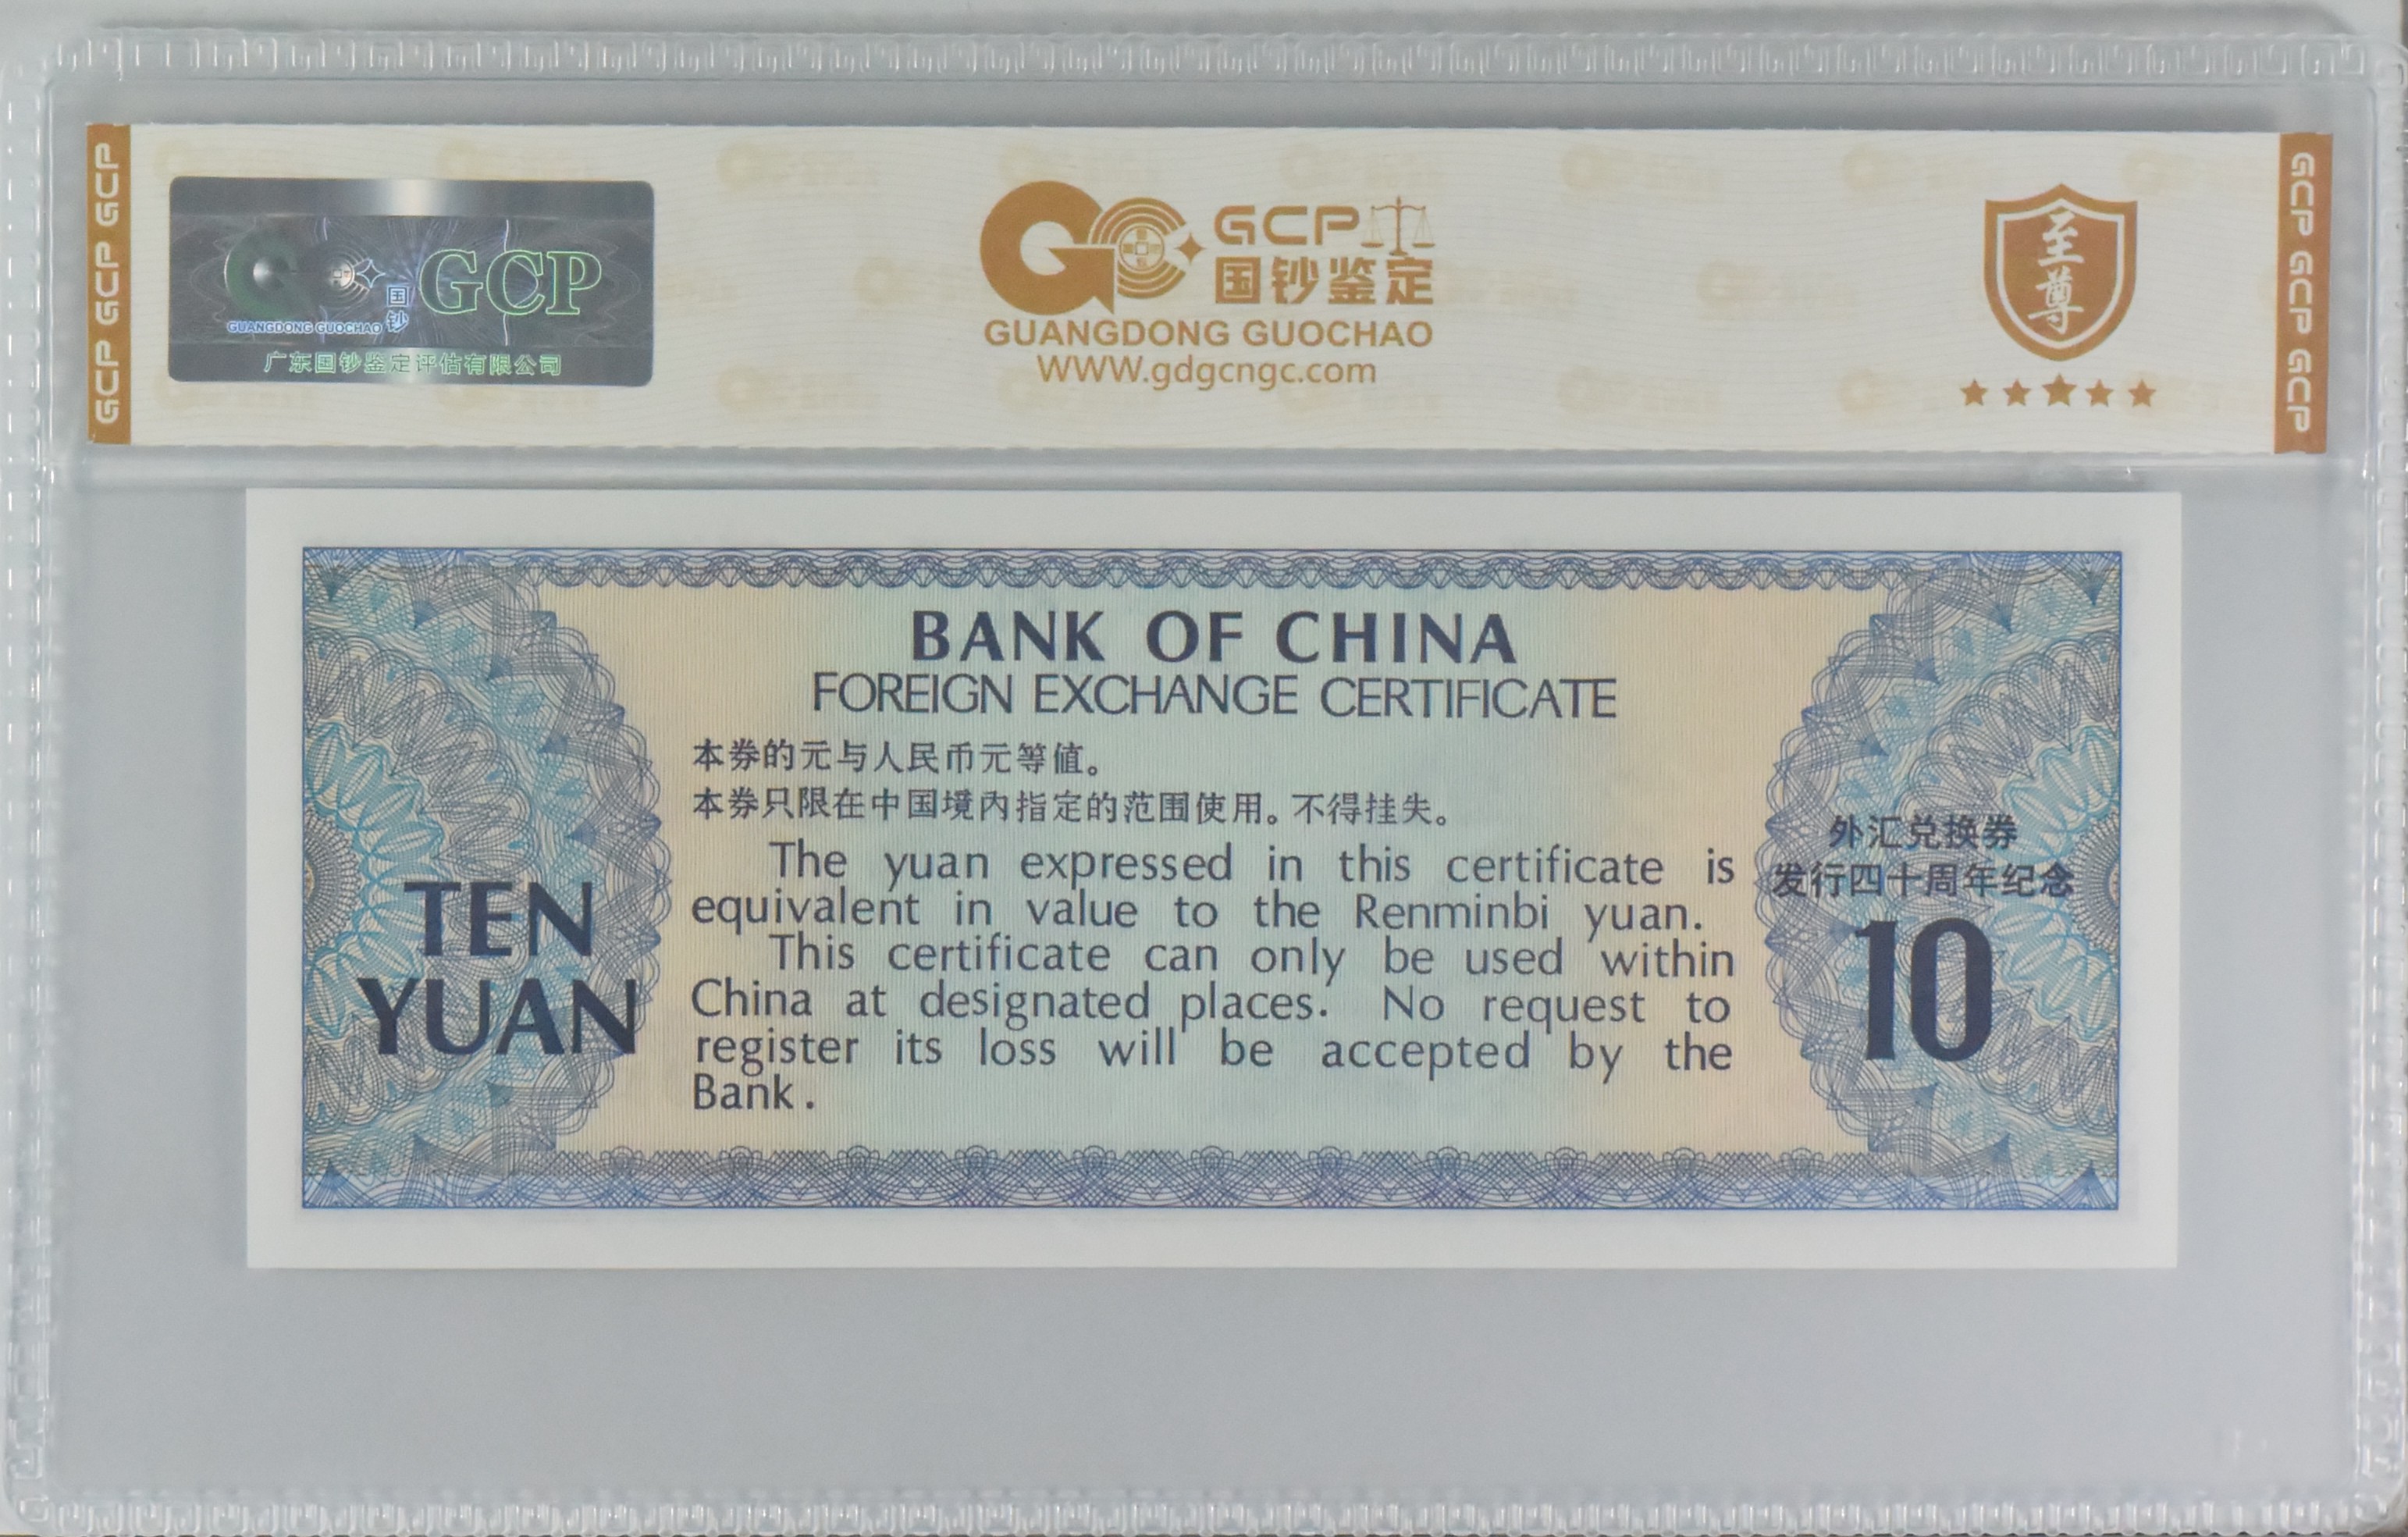 GCP GCP GCP
国钞
GCP
GUANGDONG GUOCHAO
广东国钞鉴定评估有限公司
GCP
国钞鉴定
GUANGDONG GUOCHAO
WWW.gdgcngc.com
至尊
GCP GCP GCP
BANK OF CHINA
FOREIGN EXCHANGE CERTIFICATE
本券的元与人民币元等值。
本券只限在中国境内指定的范围使用。不得挂失。
The yuan expressed in this certificate is
equivalent in value to the Renminbi yuan.
This certificate can only be used within
China at designated places. No request to
register its loss will be accepted by the
Bank.
TEN
YUAN
外汇兑换券
发行四十周年纪念
10